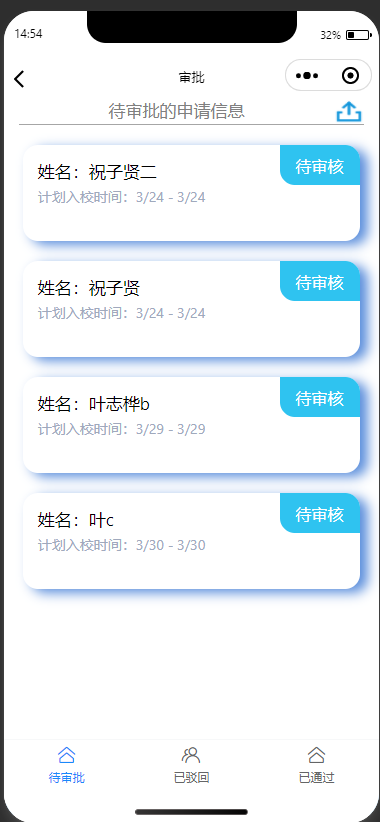 14:54
32%
审批
待审批的申请信息
待审核
姓名：祝子贤二
计划入校时间：3/24 - 3/24
待审核
姓名：祝子贤
计划入校时间：3/24 - 3/24
待审核
姓名：叶志桦b
计划入校时间：3/29 - 3/29
待审核
姓名：叶c
计划入校时间：3/30 - 3/30
待审批
已驳回
已通过